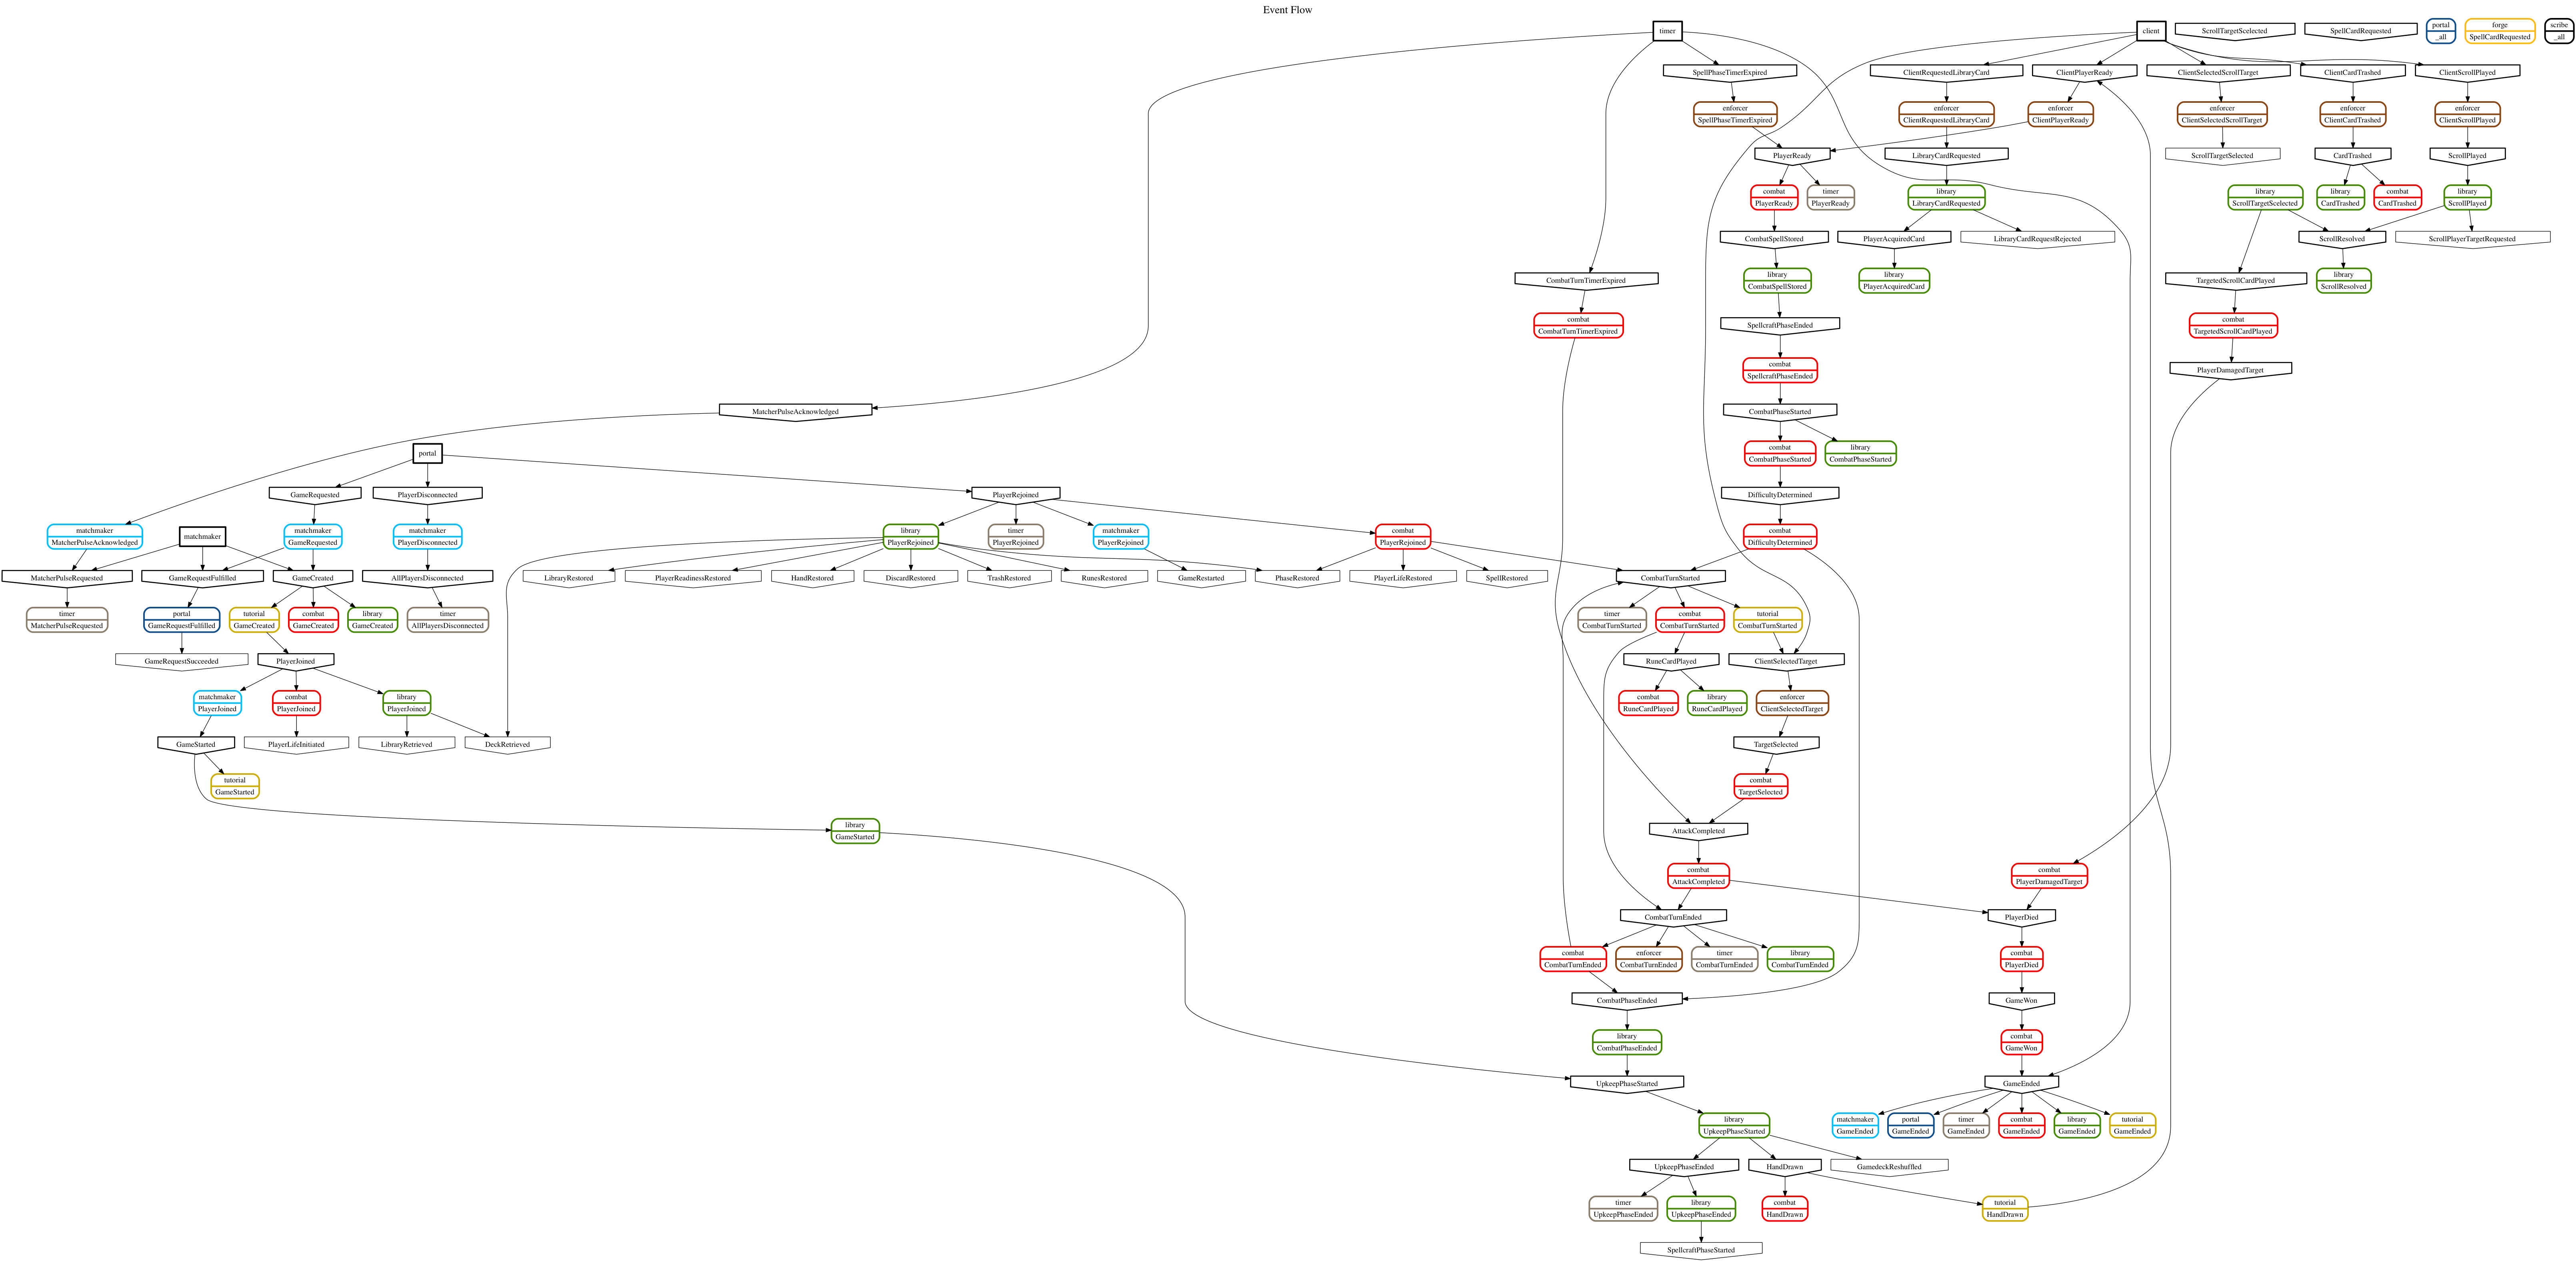 Event Flow
timer
client
ScrollTargetScelected
SpellCardRequested
portal
_all
forge
SpellCardRequested
scribe
_all
SpellPhaseTimerExpired
ClientRequestedLibraryCard
ClientPlayerReady
ClientSelectedScrollTarget
ClientCardTrashed
ClientScrollPlayed
enforcer
SpellPhaseTimerExpired
enforcer
ClientRequestedLibraryCard
enforcer
ClientPlayerReady
enforcer
ClientSelectedScrollTarget
enforcer
ClientCardTrashed
enforcer
ClientScrollPlayed
PlayerReady
LibraryCardRequested
ScrollTargetSelected
CardTrashed
ScrollPlayed
combat
PlayerReady
timer
PlayerReady
library
LibraryCardRequested
library
ScrollTargetScelected
library
CardTrashed
combat
CardTrashed
library
ScrollPlayed
CombatSpellStored
PlayerAcquiredCard
LibraryCardRequestRejected
ScrollResolved
ScrollPlayerTargetRequested
CombatTurnTimerExpired
library
CombatSpellStored
library
PlayerAcquiredCard
TargetedScrollCardPlayed
library
ScrollResolved
combat
CombatTurnTimerExpired
SpellcraftPhaseEnded
combat
TargetedScrollCardPlayed
combat
SpellcraftPhaseEnded
PlayerDamagedTarget
MatcherPulseAcknowledged
CombatPhaseStarted
portal
combat
CombatPhaseStarted
library
CombatPhaseStarted
GameRequested
PlayerDisconnected
PlayerRejoined
DifficultyDetermined
matchmaker
MatcherPulseAcknowledged
matchmaker
matchmaker
GameRequested
matchmaker
PlayerDisconnected
library
PlayerRejoined
timer
PlayerRejoined
matchmaker
PlayerRejoined
combat
PlayerRejoined
combat
DifficultyDetermined
MatcherPulseRequested
GameRequestFulfilled
GameCreated
AllPlayersDisconnected
LibraryRestored
PlayerReadinessRestored
HandRestored
DiscardRestored
TrashRestored
RunesRestored
GameRestarted
PhaseRestored
PlayerLifeRestored
SpellRestored
CombatTurnStarted
timer
MatcherPulseRequested
portal
GameRequestFulfilled
tutorial
GameCreated
combat
GameCreated
library
GameCreated
timer
AllPlayersDisconnected
timer
CombatTurnStarted
combat
CombatTurnStarted
tutorial
CombatTurnStarted
GameRequestSucceeded
PlayerJoined
RuneCardPlayed
ClientSelectedTarget
matchmaker
PlayerJoined
combat
PlayerJoined
library
PlayerJoined
combat
RuneCardPlayed
library
RuneCardPlayed
enforcer
ClientSelectedTarget
GameStarted
PlayerLifeInitiated
LibraryRetrieved
DeckRetrieved
TargetSelected
tutorial
GameStarted
combat
TargetSelected
library
GameStarted
AttackCompleted
combat
AttackCompleted
combat
PlayerDamagedTarget
CombatTurnEnded
PlayerDied
combat
CombatTurnEnded
enforcer
CombatTurnEnded
timer
CombatTurnEnded
library
CombatTurnEnded
combat
PlayerDied
CombatPhaseEnded
GameWon
library
CombatPhaseEnded
combat
GameWon
UpkeepPhaseStarted
GameEnded
library
UpkeepPhaseStarted
matchmaker
GameEnded
portal
GameEnded
timer
GameEnded
combat
GameEnded
library
GameEnded
tutorial
GameEnded
UpkeepPhaseEnded
HandDrawn
GamedeckReshuffled
timer
UpkeepPhaseEnded
library
UpkeepPhaseEnded
combat
HandDrawn
tutorial
HandDrawn
SpellcraftPhaseStarted